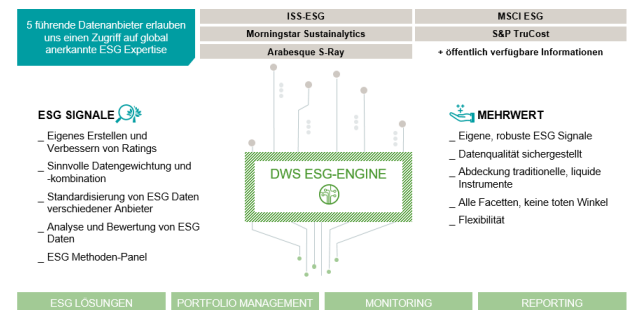 5 führende Datenanbieter erlauben
uns einen Zugriff auf global
anerkannte ESG Expertise
ISS-ESG
MSCI ESG
Morningstar Sustainalytics
S&P TruCost
Arabesque S-Ray
+ öffentlich verfügbare Informationen
ESG SIGNALE
_ Eigenes Erstellen und
Verbessern von Ratings
_ Sinnvolle Datengewichtung und
-kombination
_ Standardisierung von ESG Daten
verschiedener Anbieter
_ Analyse und Bewertung von ESG
Daten
_ ESG Methoden-Panel
DWS ESG-ENGINE
MEHRWERT
_ Eigene, robuste ESG Signale
_ Datenqualität sichergestellt
_ Abdeckung traditionelle, liquide
Instrumente
_ Alle Facetten, keine toten Winkel
_ Flexibilität
ESG LÖSUNGEN
PORTFOLIO MANAGEMENT
MONITORING
REPORTING